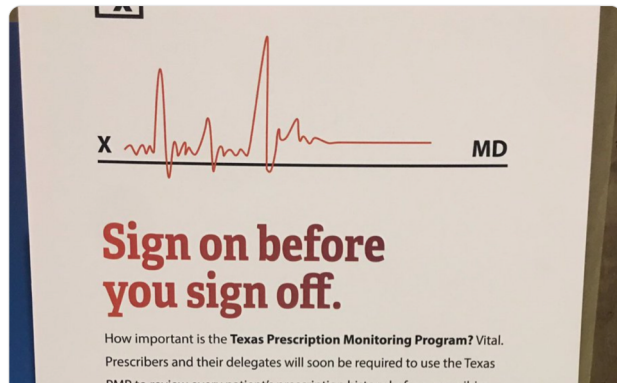 X MD
Sign on before
you sign off.
How important is the Texas Prescription Monitoring Program? Vital.
Prescribers and their delegates will soon be required to use the Texas